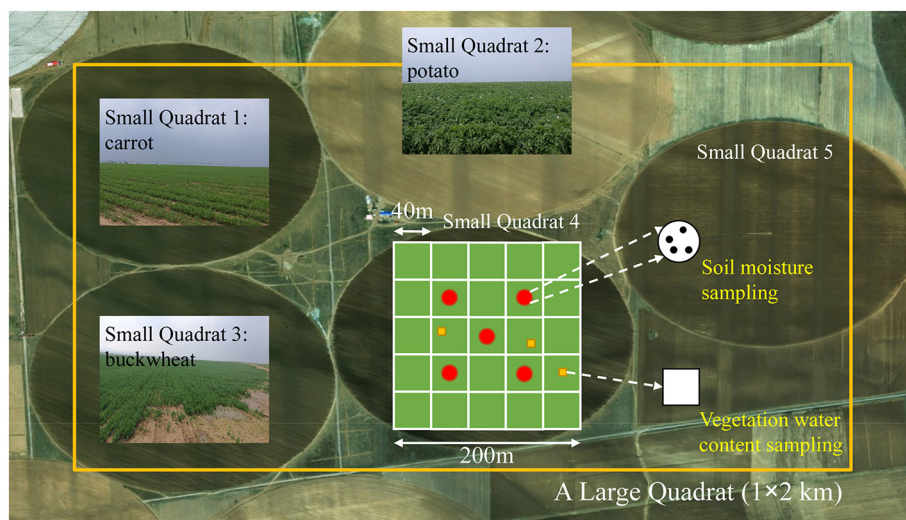 Small Quadrat 1:
carrot
Small Quadrat 2:
potato
Small Quadrat 5
40m
Small Quadrat 4
Soil moisture
sampling
Small Quadrat 3:
buckwheat
Vegetation water
content sampling
200m
A Large Quadrat (1×2 km)